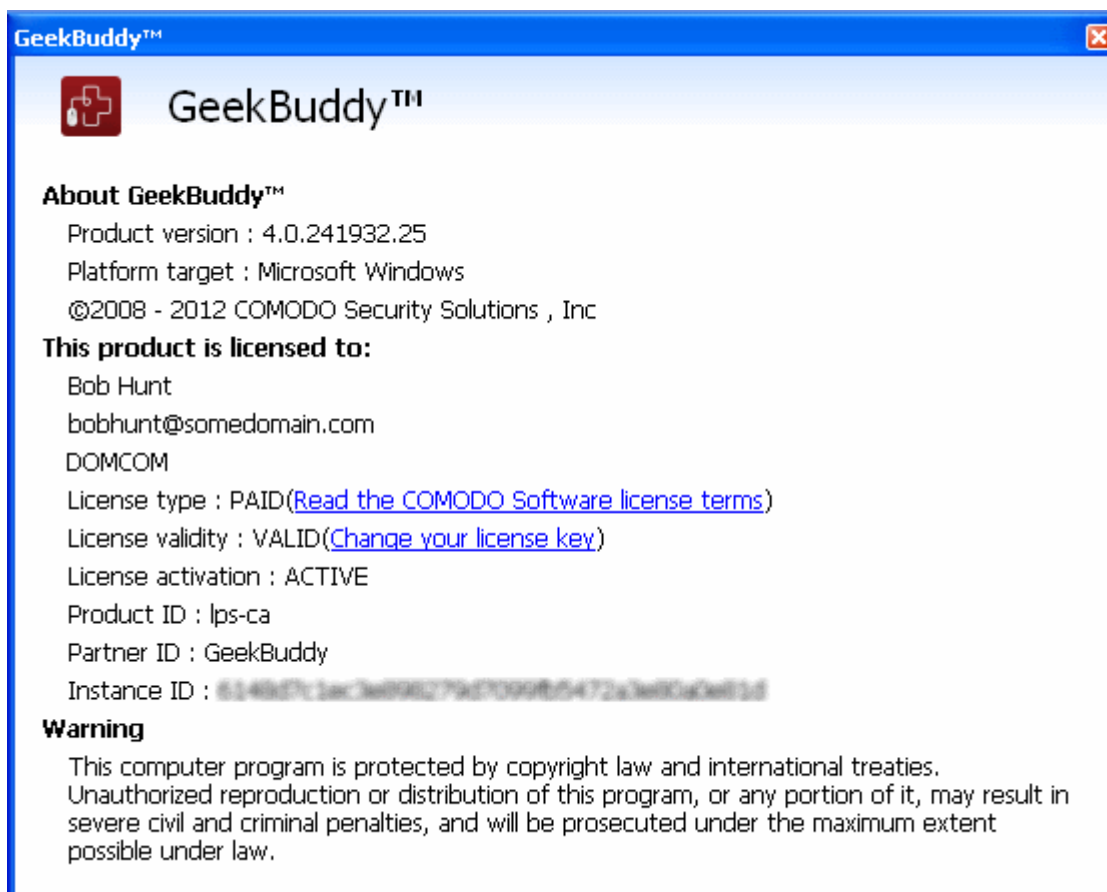 GeekBuddy™
GeekBuddy™
About GeekBuddy™
Product version : 4.0.241932.25
Platform target : Microsoft Windows
©2008 - 2012 COMODO Security Solutions , Inc
This product is licensed to:
Bob Hunt
bobhunt@somedomain.com
DOMCOM
License type : PAID(Read the COMODO Software license terms)
License validity : VALID(Change your license key)
License activation : ACTIVE
Product ID : lps-ca
Partner ID : GeekBuddy
Instance ID :
Warning
This computer program is protected by copyright law and international treaties.
Unauthorized reproduction or distribution of this program, or any portion of it, may result in
severe civil and criminal penalties, and will be prosecuted under the maximum extent
possible under law.